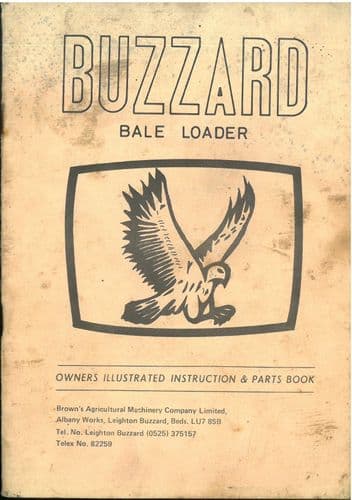 BUZZARD
BALE LOADER
OWNERS ILLUSTRATED INSTRUCTION & PARTS BOOK
Brown's Agricultural Machinery Company Limited,
Albany Works, Leighton Buzzard, Beds. LU7 8SB
Tel. No. Leighton Buzzard (0525) 375157
Telex No. 82259